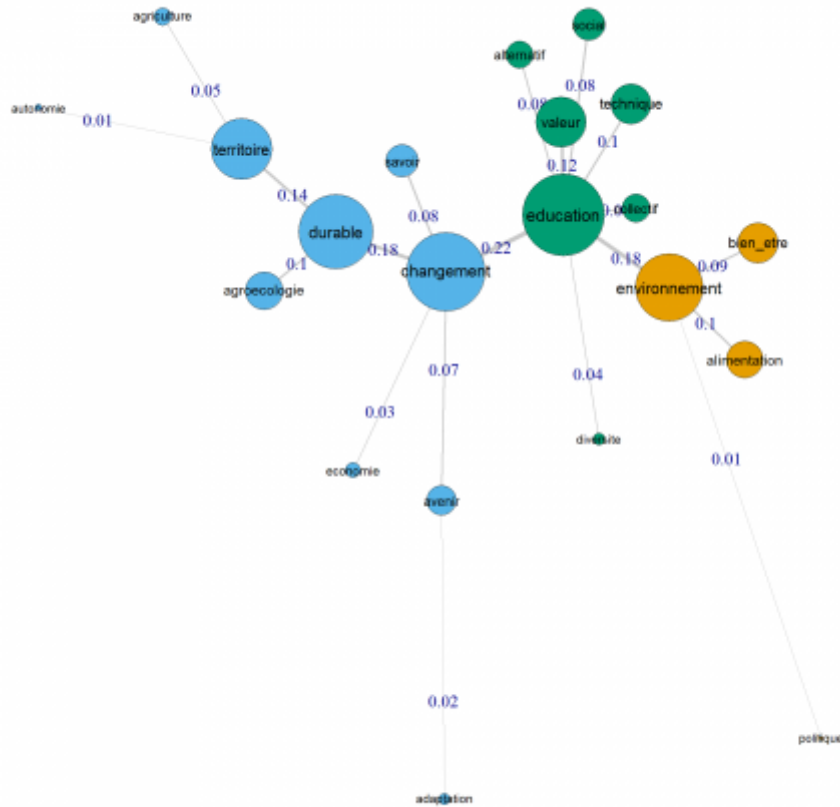 agriculture
social
alternatif
0.05
0.08
autonomie
0.01
technique
valeur
territoire
0.1
savoir
0.12
0.14
0.08
education
collectif
durable
bien_etre
0.18
0.22
0.18
0.09
changement
0.1
agroecologie
environnement
0.1
alimentation
0.07
0.04
0.03
diversite
economie
0.01
avenir
0.02
politique
adaptation